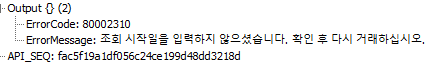 Output {} (2)
ErrorCode: 80002310
ErrorMessage: 조회 시작일을 입력하지 않으셨습니다. 확인 후 다시 거래하십시오.
API_SEQ: fac5f19a1df056c24ce199d48dd3218d